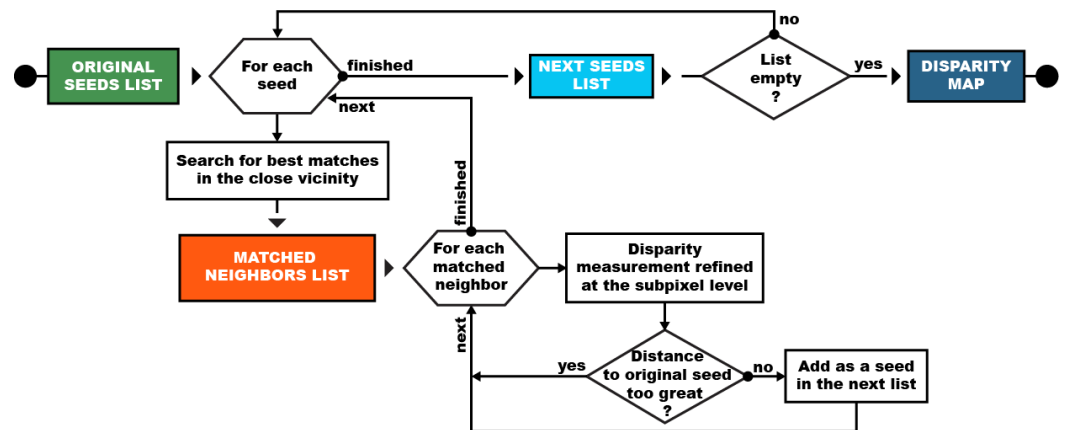 no
ORIGINAL
SEEDS LIST
For each
seed
finished
NEXT SEEDS
LIST
List
empty
?
yes
DISPARITY
MAP
next
Search for best matches
in the close vicinity
finished
MATCHED
NEIGHBORS LIST
For each
matched
neighbor
Disparity
measurement refined
at the subpixel level
next
yes
Distance
to original seed
too great
?
no
Add as a seed
in the next list